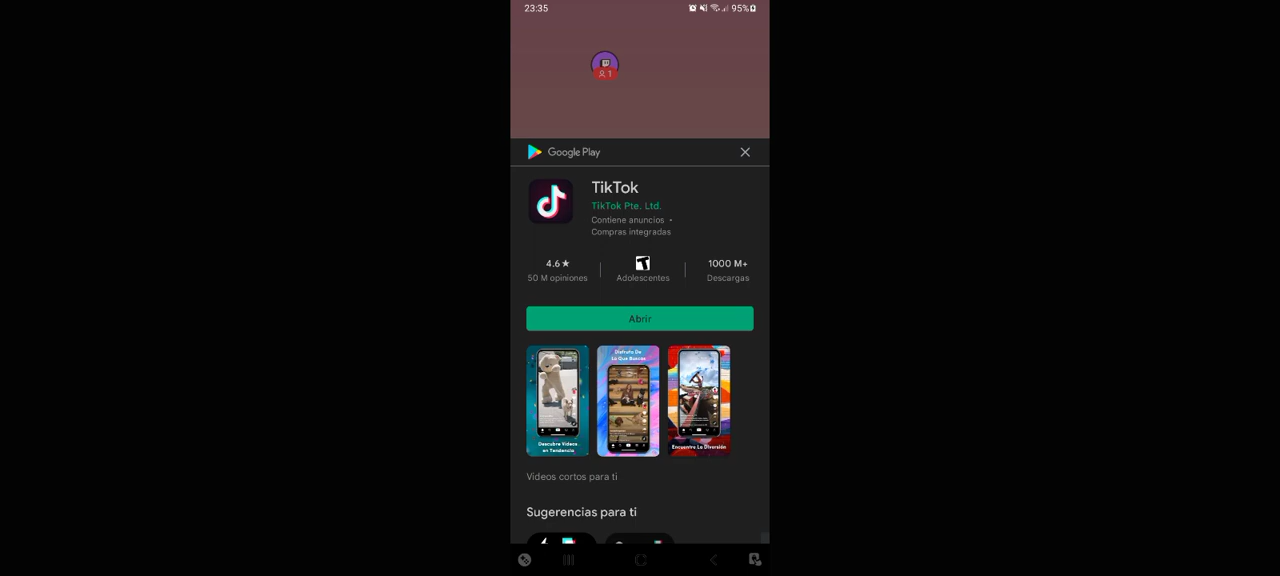 23:35
95%
1
Google Play
TikTok
TikTok Pte. Ltd.
Contiene anuncios •
Compras integradas
4.6★
50 M opiniones
T
Adolescentes
1000 M+
Descargas
Abrir
Descubre Videos
en Tendencia
Disfruta De
Lo Que Buscas
Encuentre La Diversión
Videos cortos para ti
Sugerencias para ti